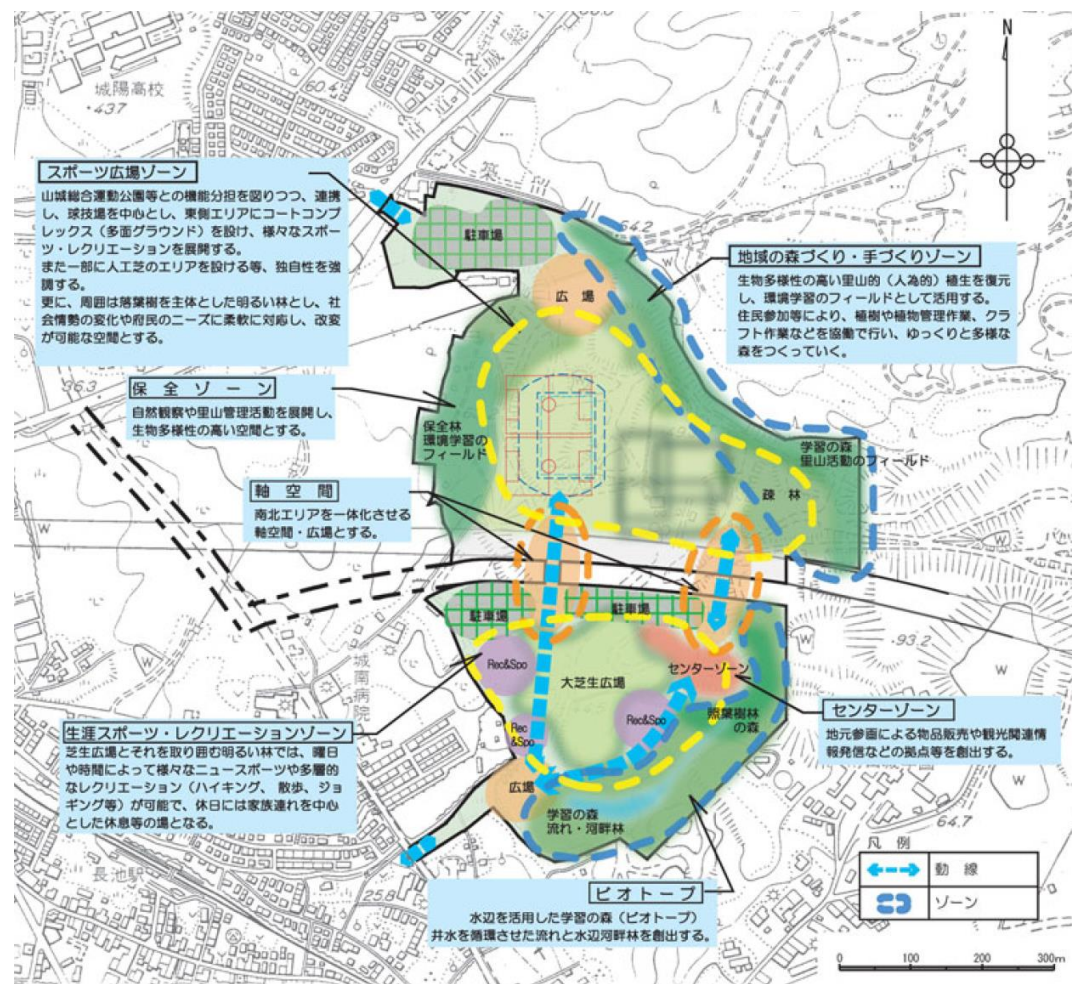 N
城陽高校
437
60.4
64.2
スポーツ広場ゾーン
山城総合運動公園等との機能分担を図りつつ、連携
し、球技場を中心とし、東側エリアにコートコンプ
レックス（多面グラウンド）を設け、様々なスポ
ーツ・レクリエーションを展開する。
また一部に人工芝のエリアを設ける等、独自性を強
調する。
更に、周囲は落葉樹を主体とした明るい林とし、社
会情勢の変化や府民のニーズに柔軟に対応し、改変
が可能な空間とする。
駐車場
広場
地域の森づくり・手づくりゾーン
生物多様性の高い里山的（人為的）植生を復元
し、環境学習のフィールドとして活用する。
住民参加等により、植樹や植物管理作業、クラ
フト作業などを協働で行い、ゆっくりと多様な
森をつくっていく。
363
保全ゾーン
自然観察や里山管理活動を展開し、
生物多様性の高い空間とする。
保全林
環境学習の
フィールド
学習の森
里山活動のフィールド
疎林
軸空間
南北エリアを一体化させる
軸空間・広場とする。
駐車場
駐車場
93.2
城南病院
Rec&Spo
大芝生広場
センターゾーン
Rec&Spo
Rec
&Spo
照葉樹林
の森
生涯スポーツ・レクリエーションゾーン
芝生広場とそれを取り囲む明るい林では、曜日
や時間によって様々なニュースポーツや多層的
なレクリエーション（ハイキング、散歩、ジョ
ギング等）が可能で、休日には家族連れを中心
とした休息等の場となる。
センターゾーン
地元参画による物品販売や観光関連情
報発信などの拠点等を創出する。
広場
学習の森
流れ・河畔林
64.7
長池駅
258
ビオトープ
水辺を活用した学習の森（ビオトープ）
井水を循環させた流れと水辺河畔林を創出する。
凡例
動線
ゾーン
0 100 200 300m